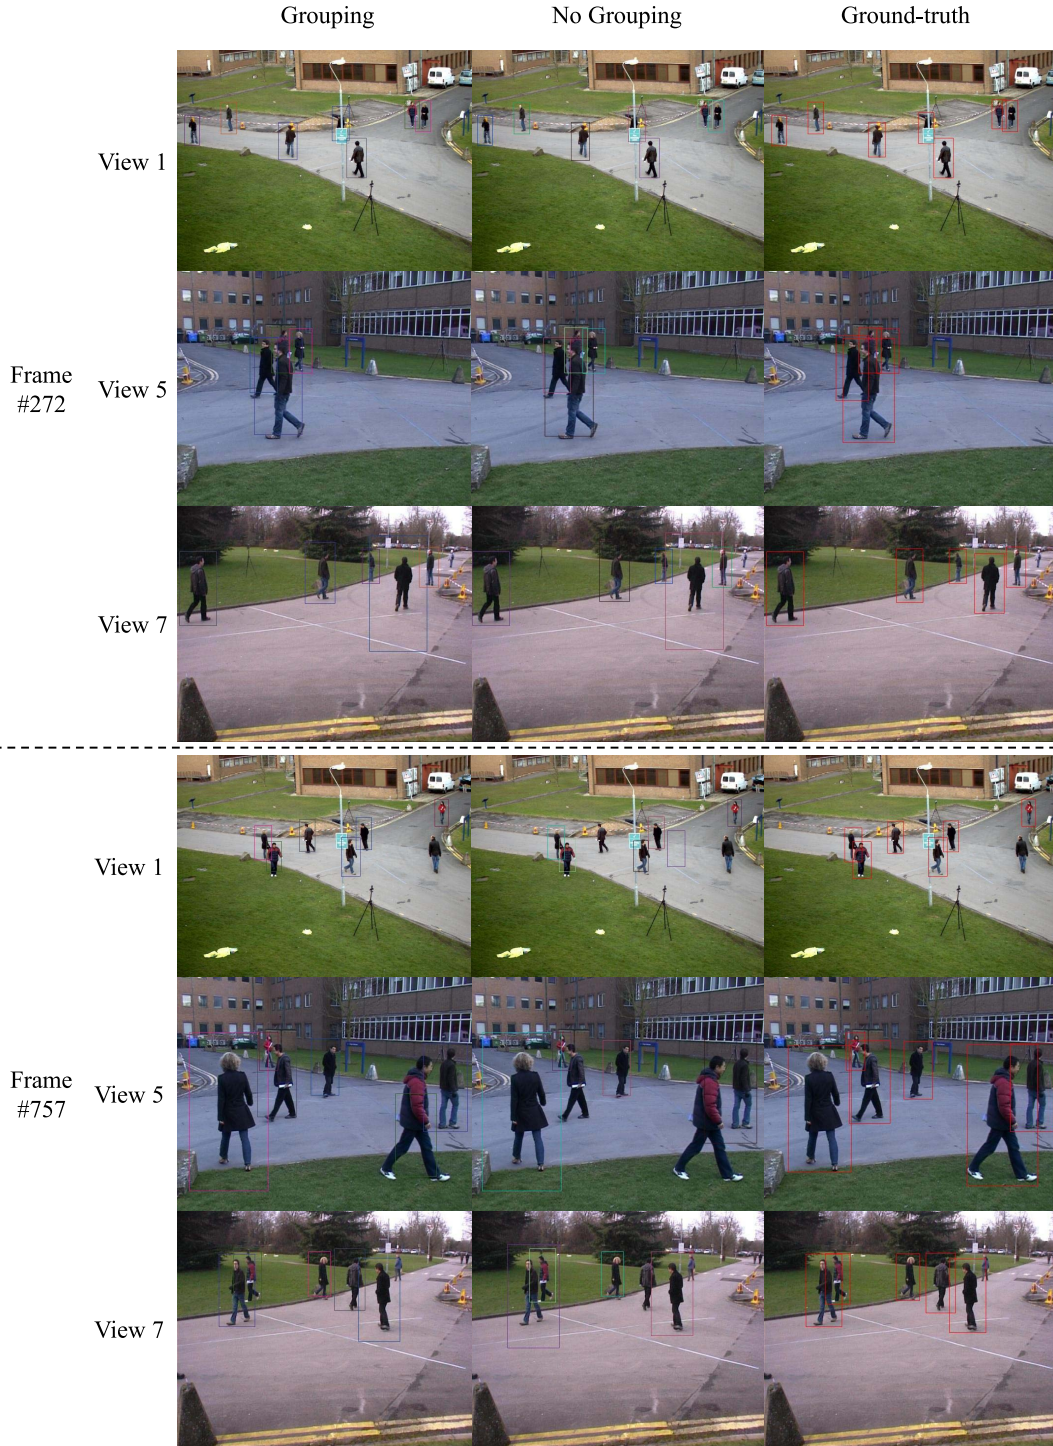 Grouping
No Grouping
Ground-truth
View 1
Frame
#272
View 5
View 7
View 1
Frame
#757
View 5
View 7